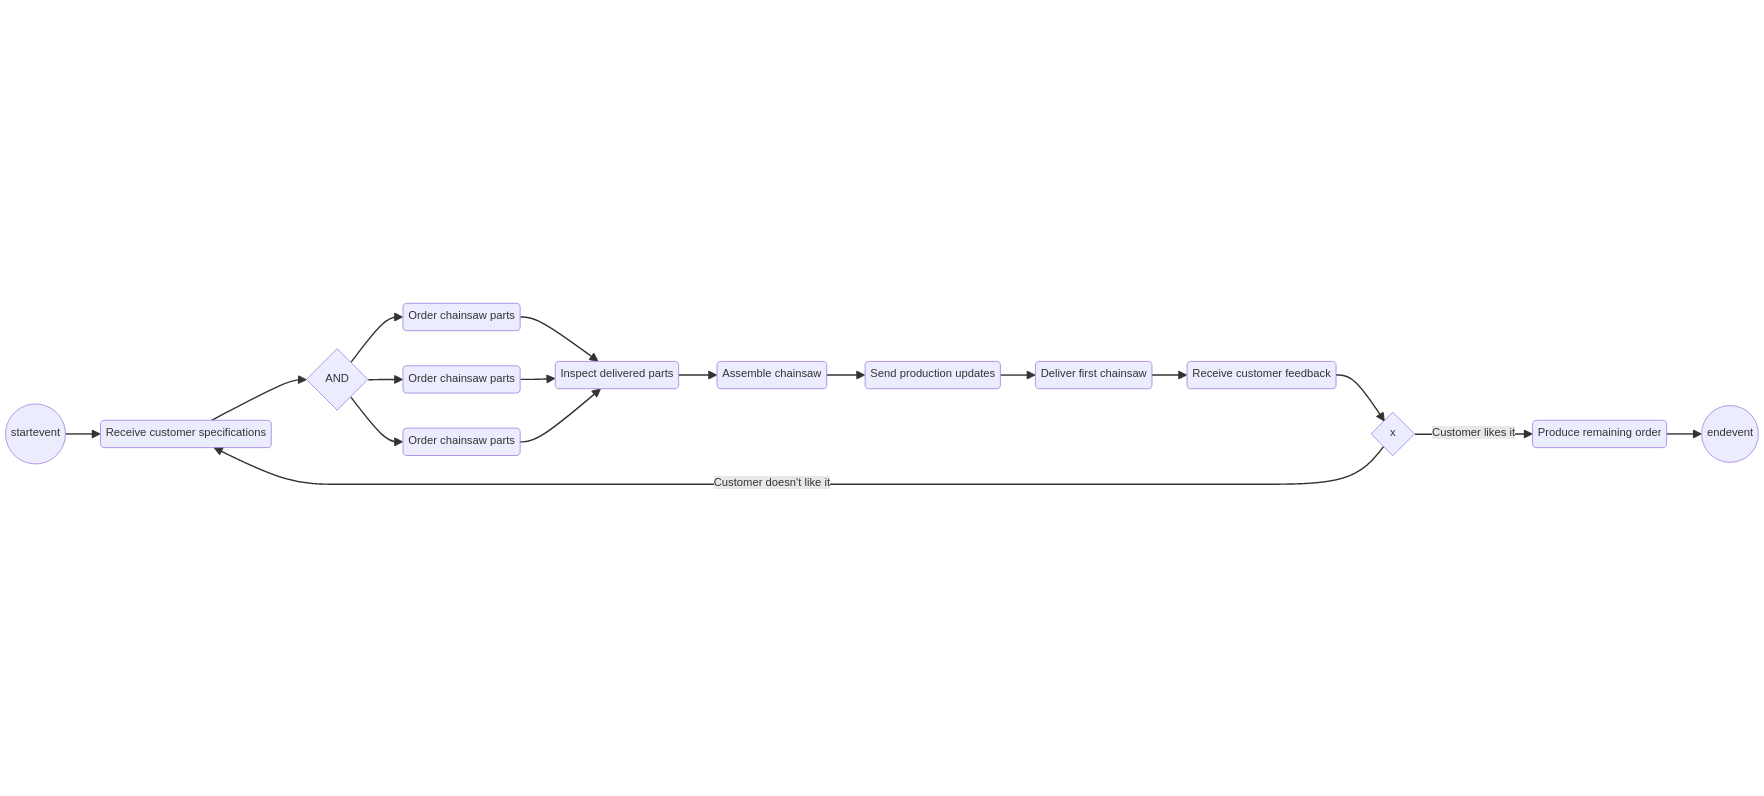 startevent
Receive customer specifications
AND
Order chainsaw parts
Order chainsaw parts
Order chainsaw parts
Inspect delivered parts
Assemble chainsaw
Send production updates
Deliver first chainsaw
Receive customer feedback
x
Customer likes it
Produce remaining order
endevent
Customer doesn't like it